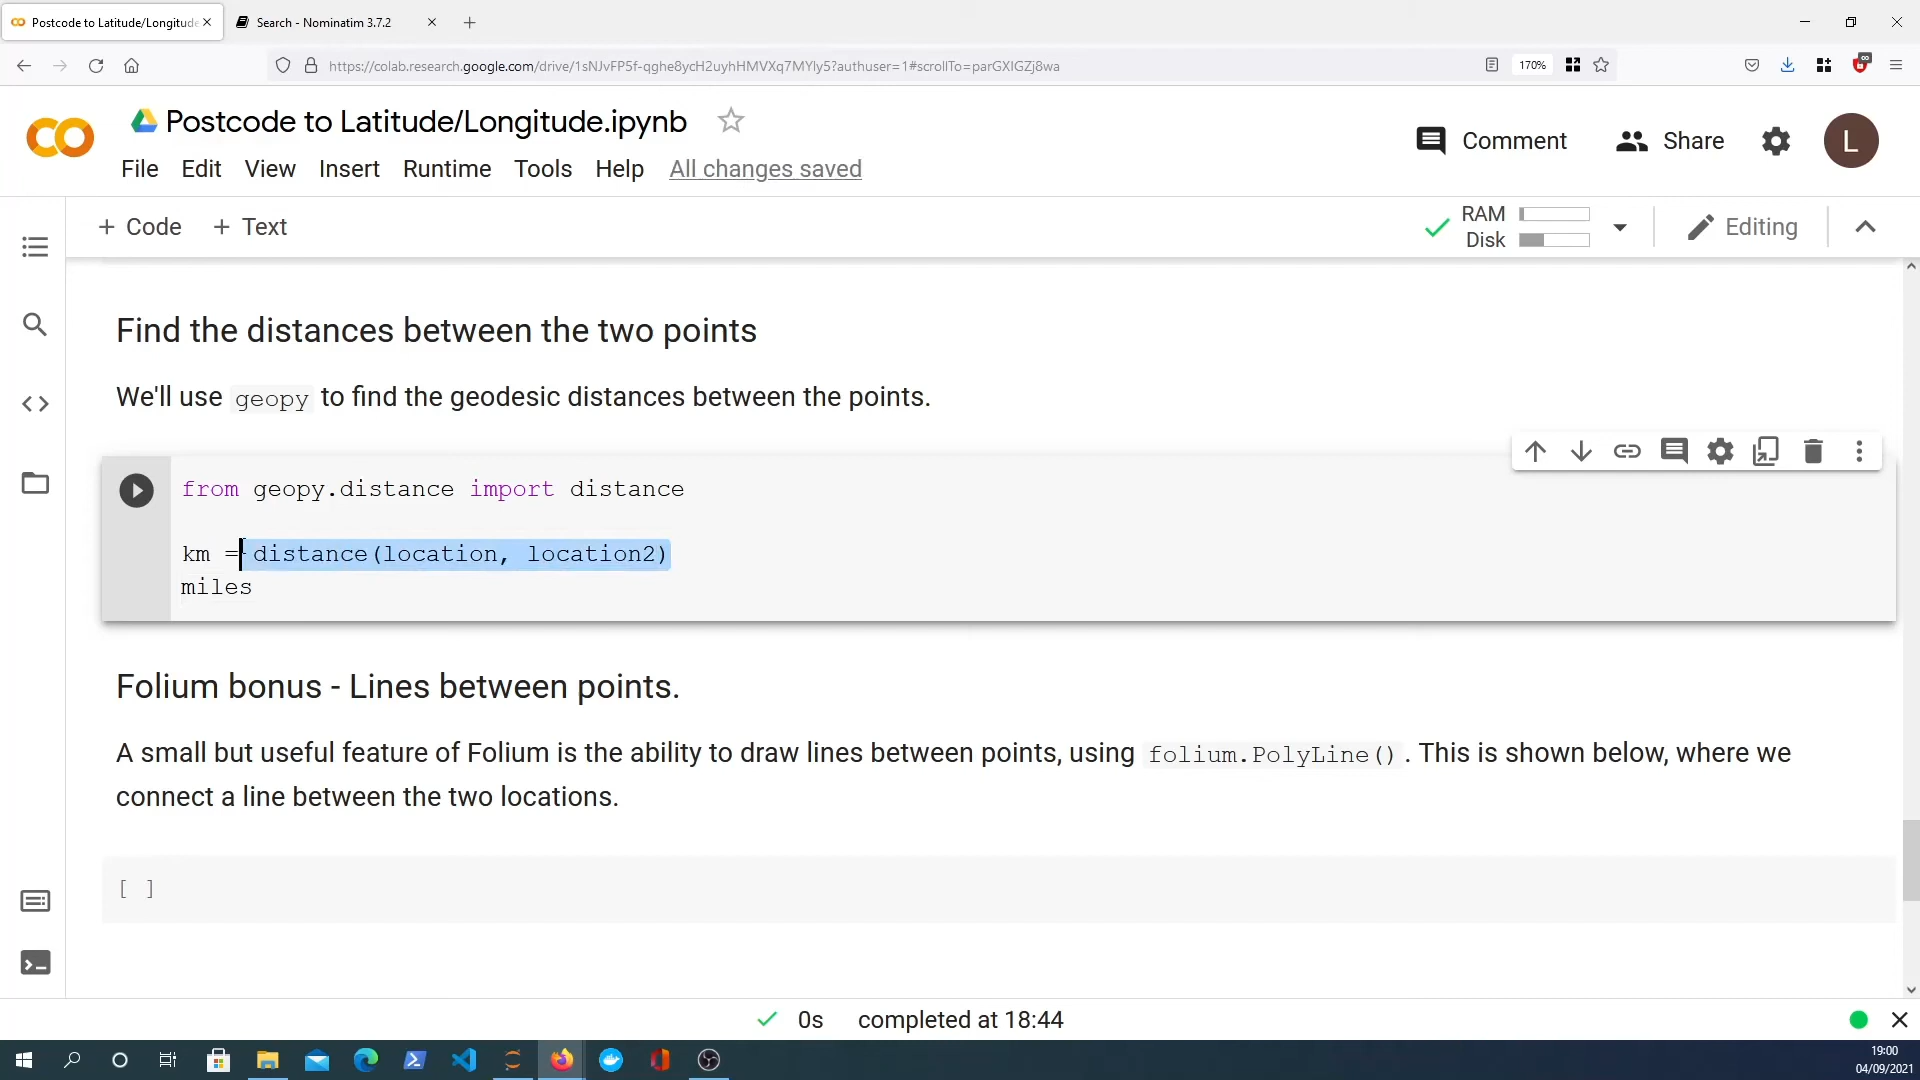 Postcode to Latitude/Longitude
Search - Nominatim 3.7.2
https://colab.research.google.com/drive/1sNJvFP5f-qghe8ycH2uyhHMVXq7MYly5?authuser=1#scrollTo=parGXIGZj8wa
170%
Postcode to Latitude/Longitude.ipynb
Comment
Share
L
File Edit View Insert Runtime Tools Help All changes saved
+ Code + Text
RAM
Disk
Editing
Find the distances between the two points
We'll use geopy to find the geodesic distances between the points.
from geopy.distance import distance
km = distance(location, location2)
miles
Folium bonus - Lines between points.
A small but useful feature of Folium is the ability to draw lines between points, using folium.PolyLine(). This is shown below, where we
connect a line between the two locations.
[ ]
0s completed at 18:44
19:00
04/09/2021